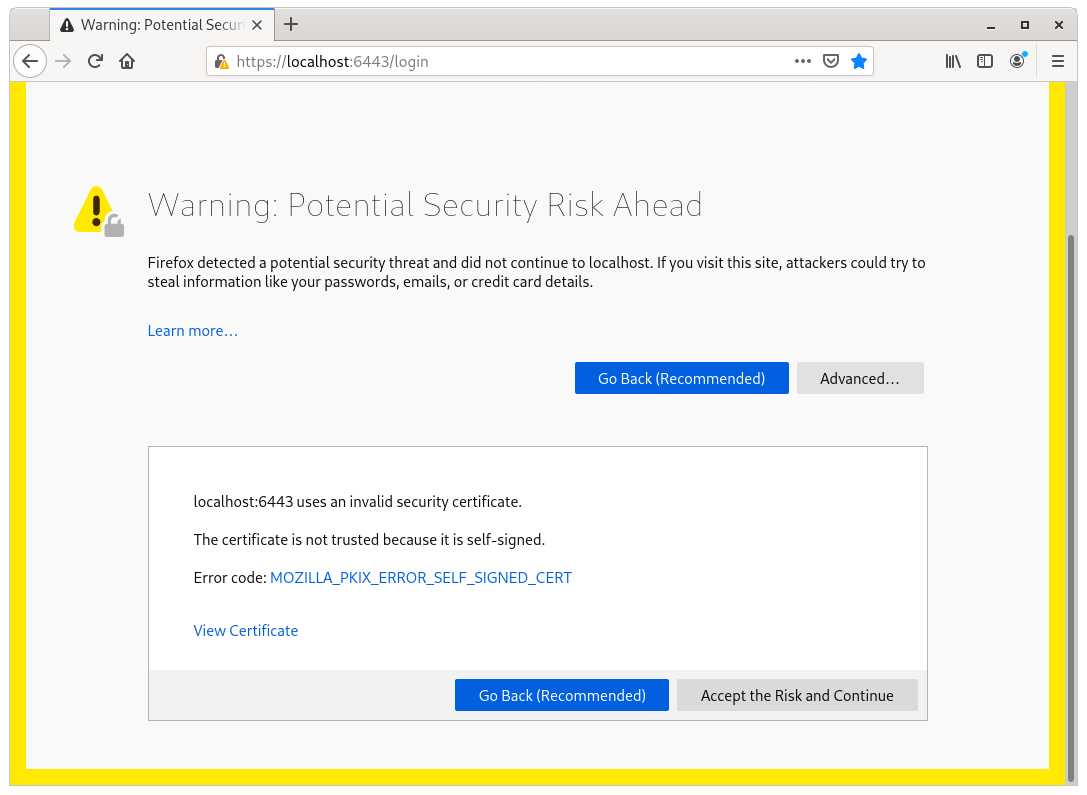 Warning: Potential Securi
https://localhost:6443/login
Warning: Potential Security Risk Ahead
Firefox detected a potential security threat and did not continue to localhost. If you visit this site, attackers could try to
steal information like your passwords, emails, or credit card details.
Learn more…
Go Back (Recommended) Advanced…
localhost:6443 uses an invalid security certificate.
The certificate is not trusted because it is self-signed.
Error code: MOZILLA_PKIX_ERROR_SELF_SIGNED_CERT
View Certificate
Go Back (Recommended) Accept the Risk and Continue